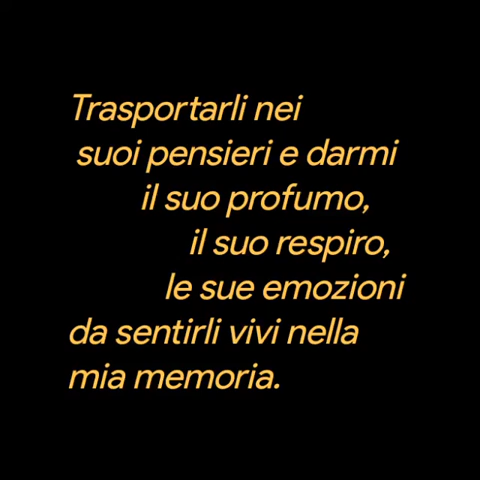 Trasportarli nei
suoi pensieri e darmi
il suo profumo,
il suo respiro,
le sue emozioni
da sentirli vivi nella
mia memoria.